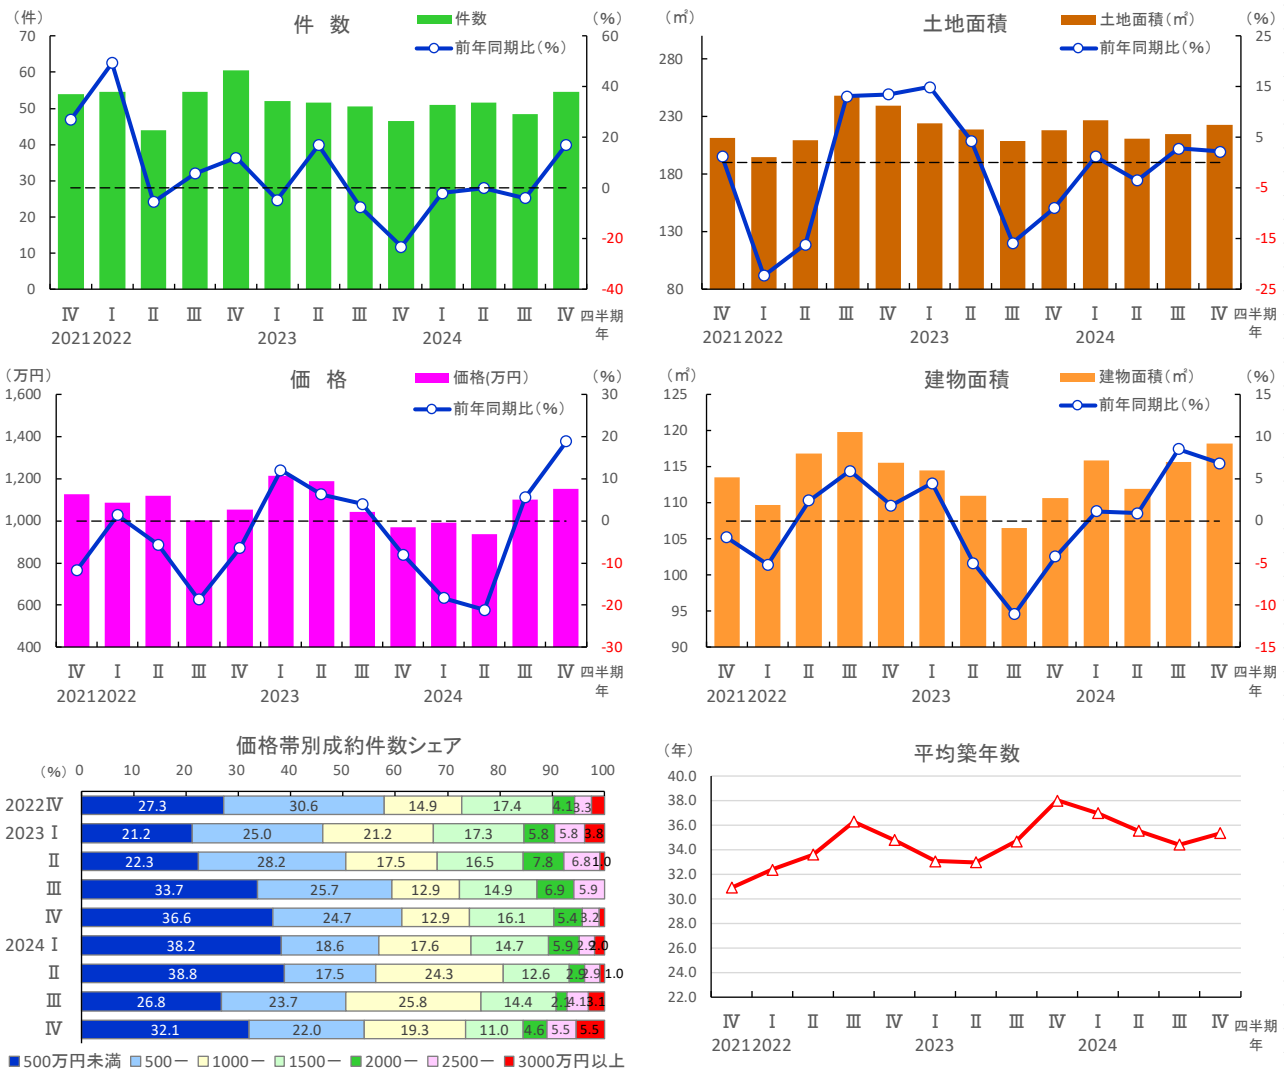 件 数
(件)
(%)
件数
前年同期比(%)
70
60
50
40
30
20
10
0
60
40
20
0
-20
-40
Ⅳ Ⅰ Ⅱ Ⅲ Ⅳ Ⅰ Ⅱ Ⅲ Ⅳ Ⅰ Ⅱ Ⅲ Ⅳ 四半期
2021 2022 2023 2024 年
土地面積
(㎡)
(%)
土地面積(㎡)
前年同期比(%)
280
230
180
130
80
25
15
5
-5
-15
-25
Ⅳ Ⅰ Ⅱ Ⅲ Ⅳ Ⅰ Ⅱ Ⅲ Ⅳ Ⅰ Ⅱ Ⅲ Ⅳ 四半期
2021 2022 2023 2024 年
価 格
(万円)
(%)
価格(万円)
前年同期比(%)
1,600
1,400
1,200
1,000
800
600
400
30
20
10
0
-10
-20
-30
Ⅳ Ⅰ Ⅱ Ⅲ Ⅳ Ⅰ Ⅱ Ⅲ Ⅳ Ⅰ Ⅱ Ⅲ Ⅳ 四半期
2021 2022 2023 2024 年
建物面積
(㎡)
(%)
建物面積(㎡)
前年同期比(%)
125
120
115
110
105
100
95
90
15
10
5
0
-5
-10
-15
Ⅳ Ⅰ Ⅱ Ⅲ Ⅳ Ⅰ Ⅱ Ⅲ Ⅳ Ⅰ Ⅱ Ⅲ Ⅳ 四半期
2021 2022 2023 2024 年
価格帯別成約件数シェア
(%) 0 10 20 30 40 50 60 70 80 90 100
2022Ⅳ 27.3 30.6 14.9 17.4 4.1 3.3
2023 Ⅰ 21.2 25.0 21.2 17.3 5.8 5.8 3.8
Ⅱ 22.3 28.2 17.5 16.5 7.8 6.8 1.0
Ⅲ 33.7 25.7 12.9 14.9 6.9 5.9
Ⅳ 36.6 24.7 12.9 16.1 5.4 3.2
2024 Ⅰ 38.2 18.6 17.6 14.7 5.9 2.9 2.0
Ⅱ 38.8 17.5 24.3 12.6 2.9 2.9 1.0
Ⅲ 26.8 23.7 25.8 14.4 2.1 4.1 3.1
Ⅳ 32.1 22.0 19.3 11.0 4.6 5.5 5.5
500万円未満 500ー 1000ー 1500ー 2000ー 2500ー 3000万円以上
平均築年数
(年)
40.0
38.0
36.0
34.0
32.0
30.0
28.0
26.0
24.0
22.0
Ⅳ Ⅰ Ⅱ Ⅲ Ⅳ Ⅰ Ⅱ Ⅲ Ⅳ Ⅰ Ⅱ Ⅲ Ⅳ 四半期
2021 2022 2023 2024 年